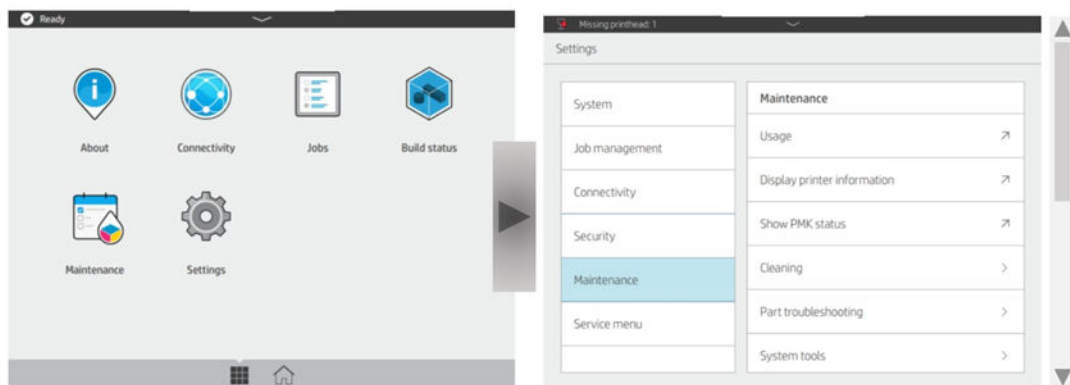 Ready
About
Connectivity
Jobs
Build status
Maintenance
Settings
Missing printhead: 1
Settings
System
Job management
Connectivity
Security
Maintenance
Service menu
Maintenance
Usage
Display printer information
Show PMK status
Cleaning
Part troubleshooting
System tools